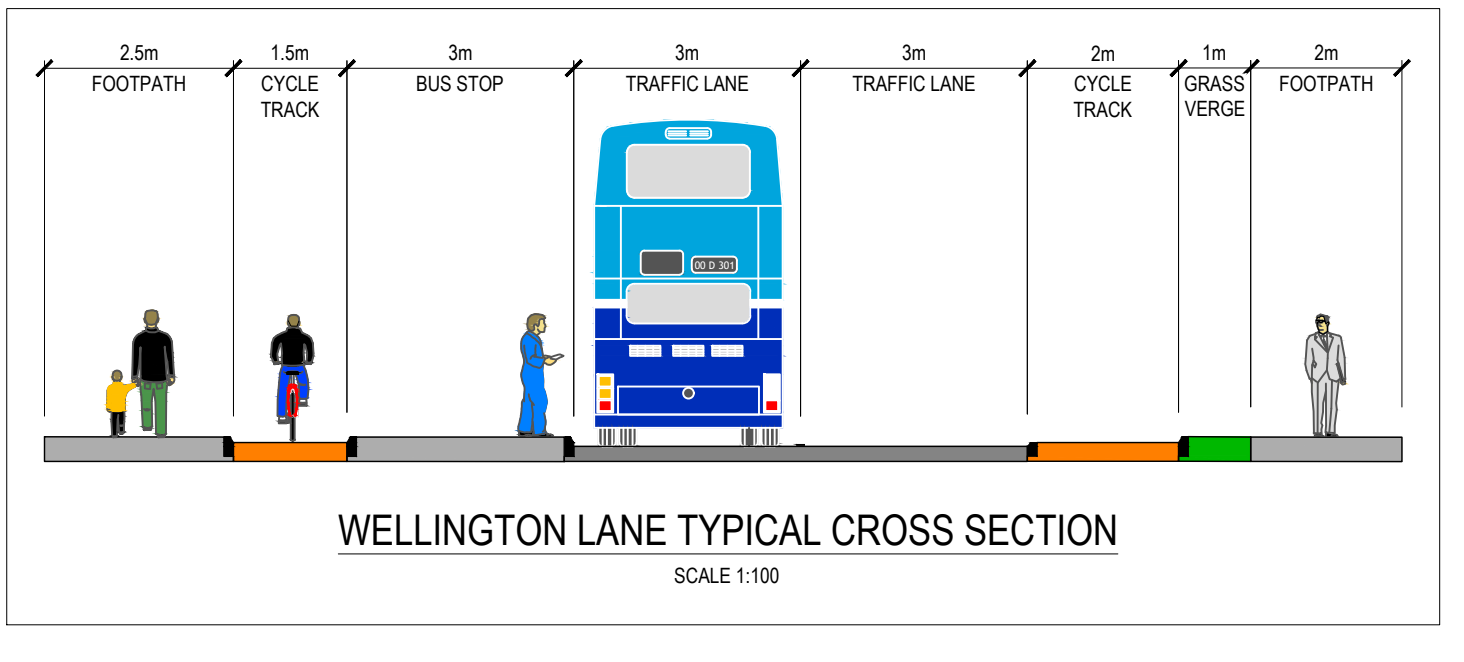 2.5m 1.5m 3m 3m 3m 2m 1m 2m
FOOTPATH CYCLE BUS STOP TRAFFIC LANE TRAFFIC LANE CYCLE GRASS FOOTPATH
TRACK TRACK VERGE
00 D 301
WELLINGTON LANE TYPICAL CROSS SECTION
SCALE 1:100